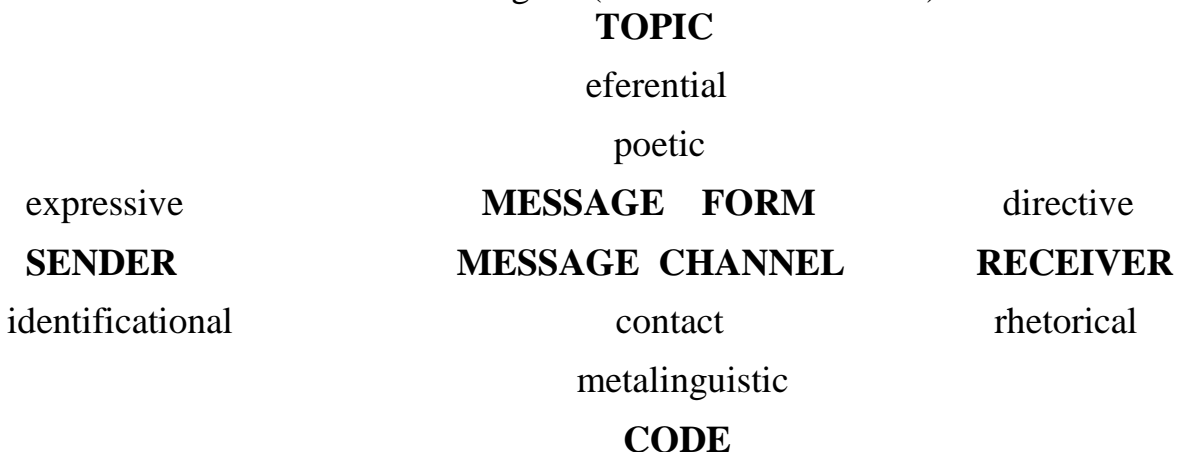 TOPIC
eferential
poetic
expressive MESSAGE FORM directive
SENDER MESSAGE CHANNEL RECEIVER
identificational contact rhetorical
metalinguistic
CODE